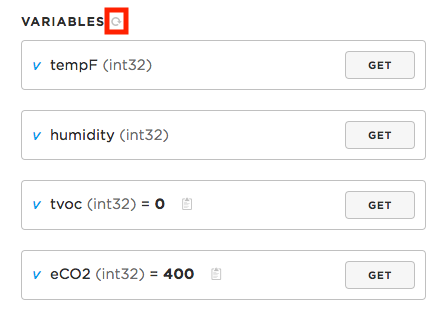 VARIABLES
v tempF (int32) GET
v humidity (int32) GET
v tvoc (int32) = 0 GET
v eCO2 (int32) = 400 GET